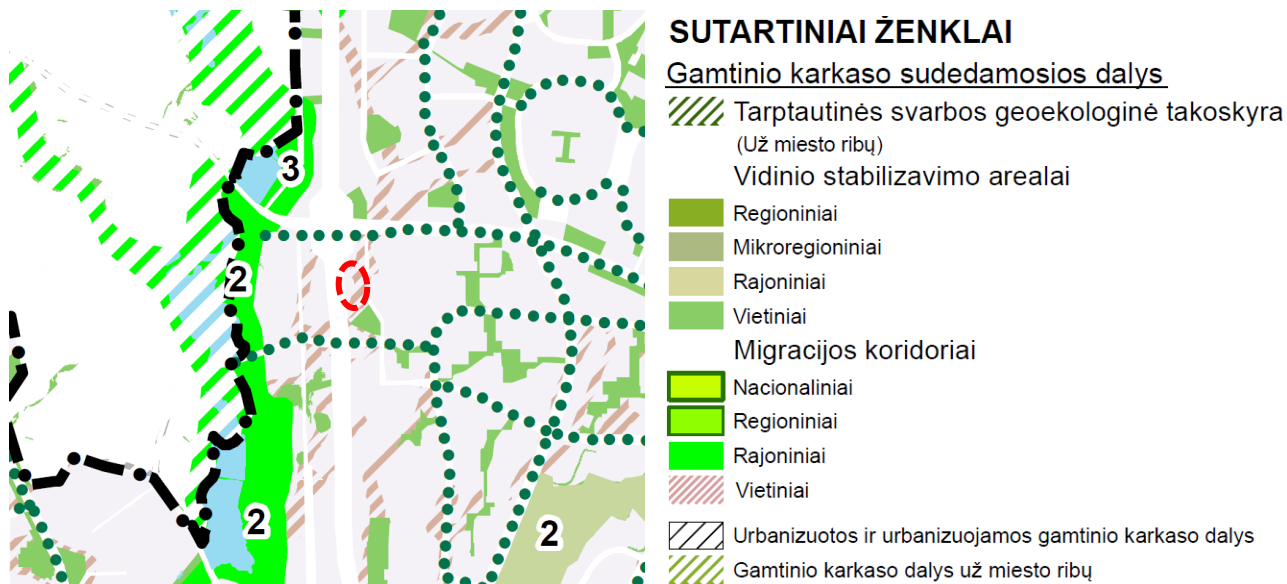 3
2
2
2
SUTARTINIAI ŽENKLAI
Gamtinio karkaso sudedamosios dalys
Tarptautinės svarbos geoekologinė takoskyra
(Už miesto ribų)
Vidinio stabilizavimo arealai
Regioniniai
Mikroregioniniai
Rajoniniai
Vietiniai
Migracijos koridoriai
Nacionaliniai
Regioniniai
Rajoniniai
Vietiniai
Urbanizuotos ir urbanizuojamos gamtinio karkaso dalys
Gamtinio karkaso dalys už miesto ribų